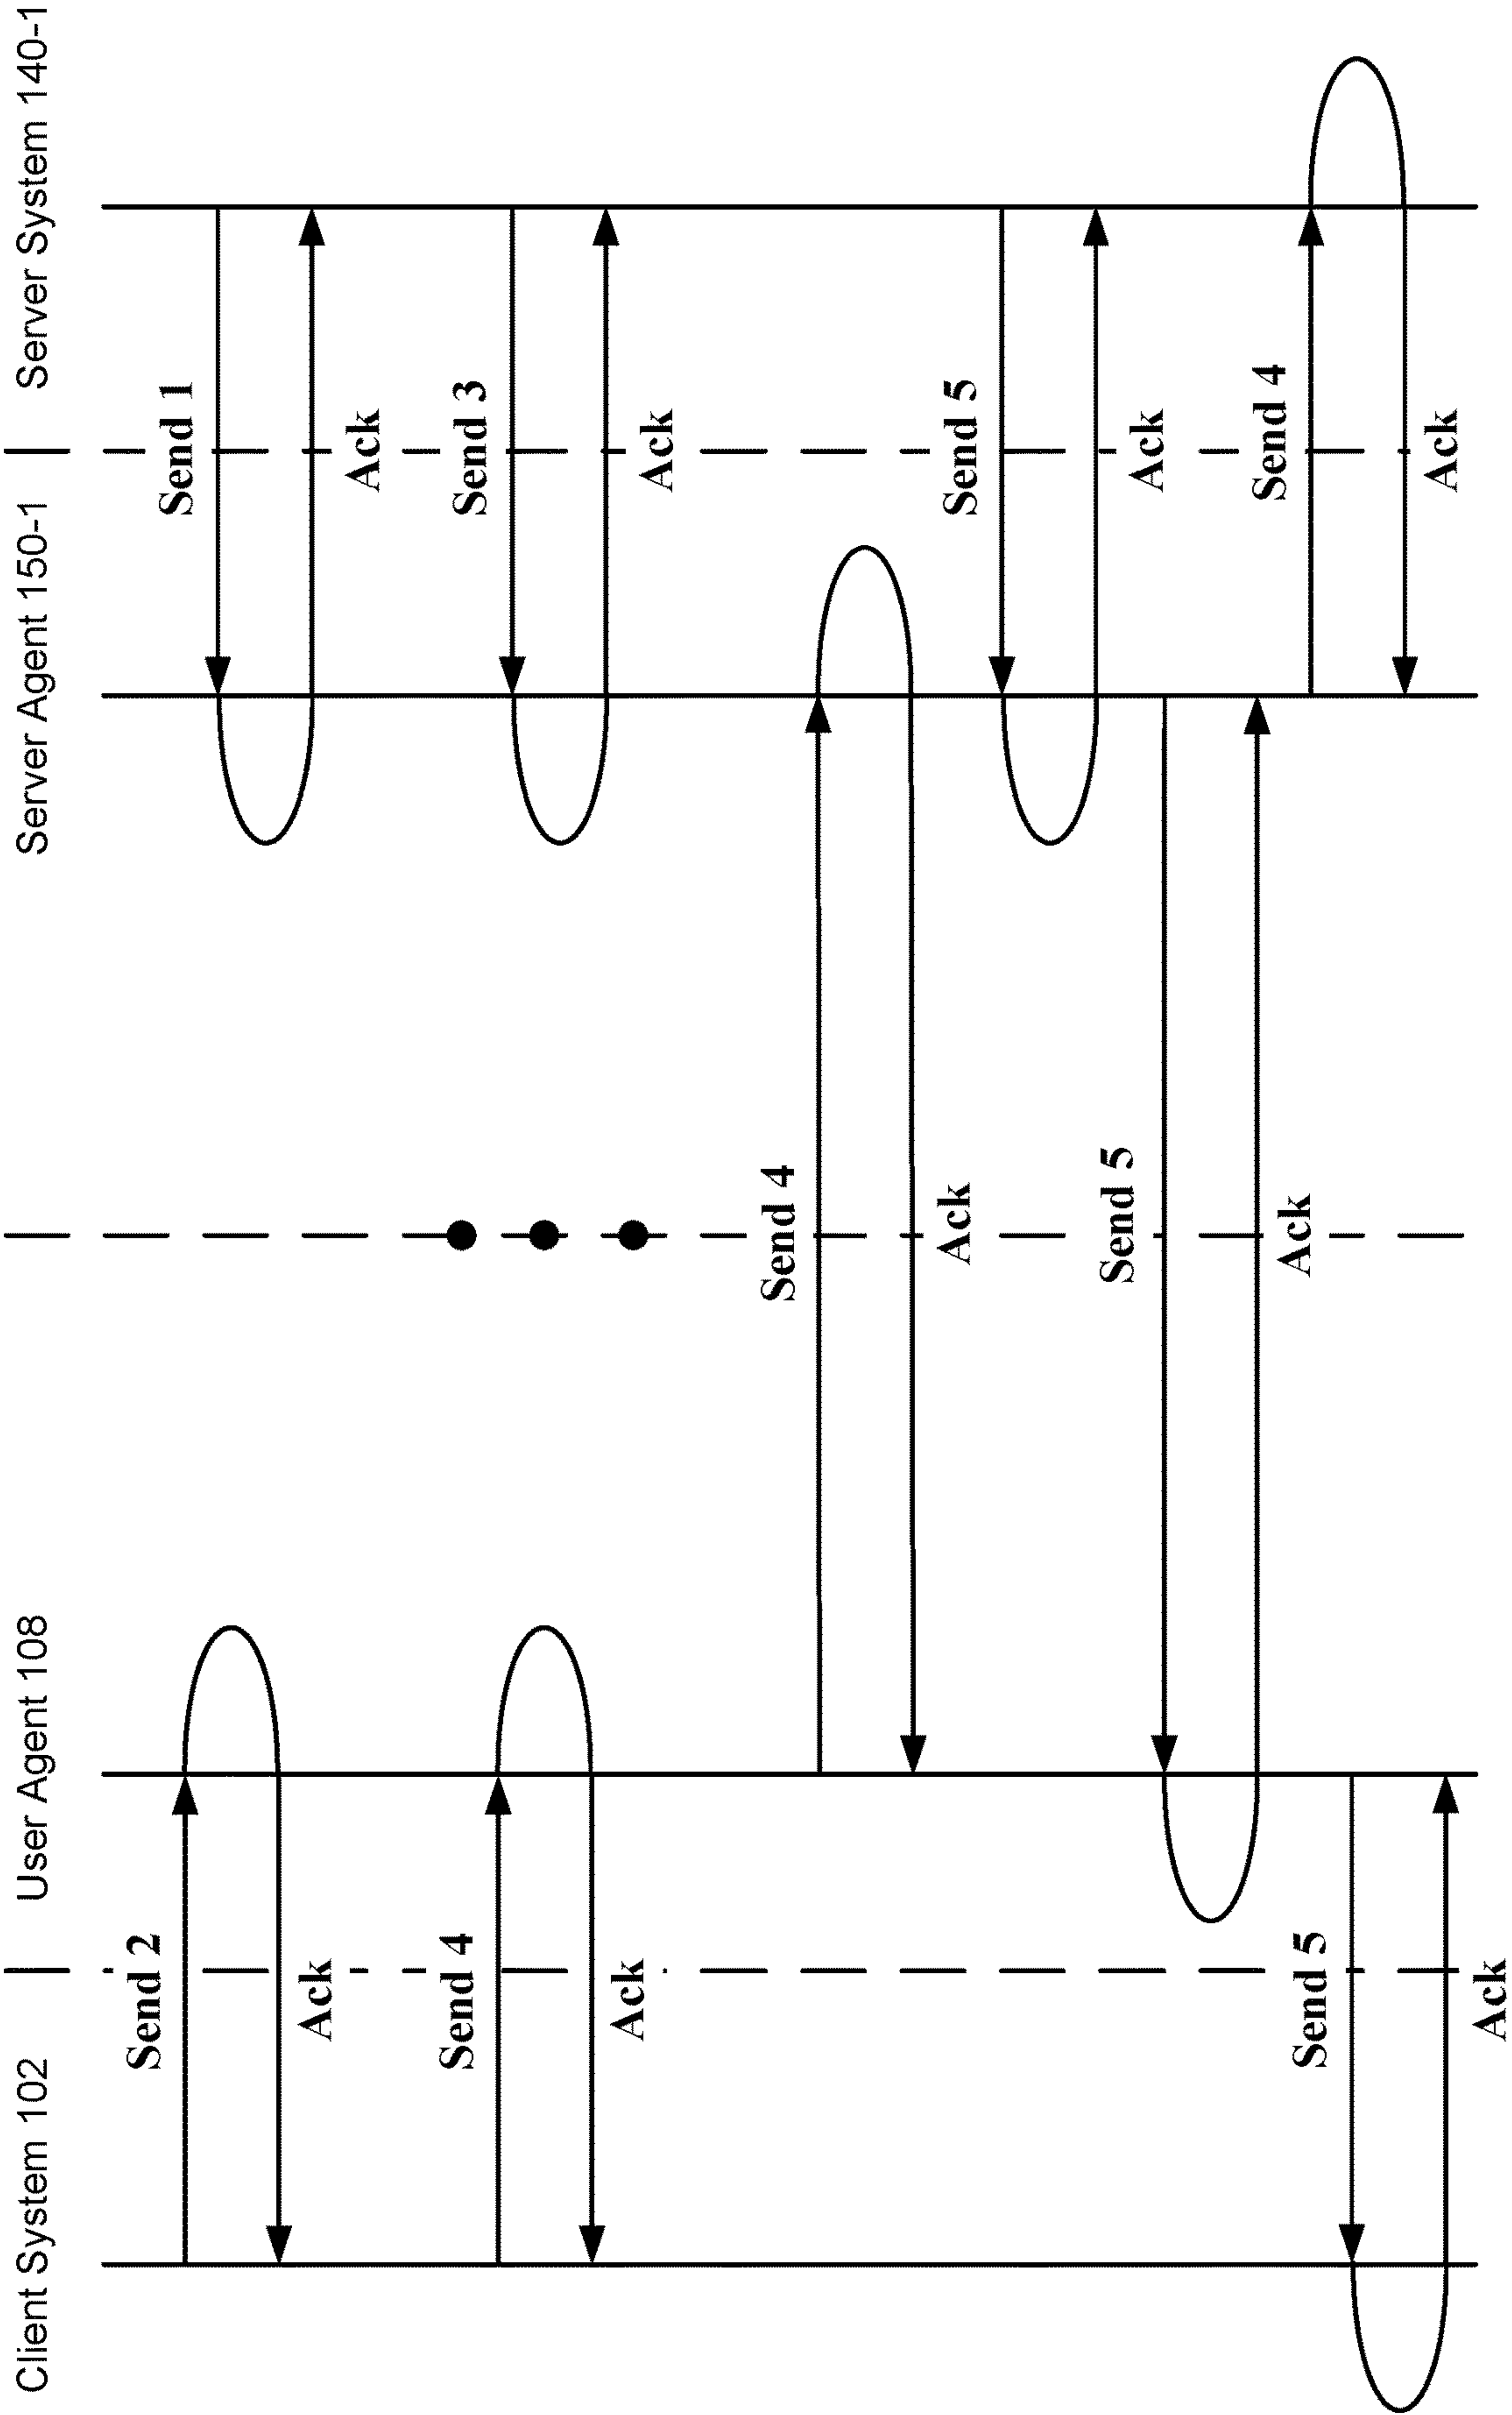 Client System 102
User Agent 108
Server Agent 150-1
Server System 140-1
Send 2
Send 1
Ack
Ack
Send 4
Send 3
Ack
Ack
Send 4
Ack
Send 5
Ack
Send 5
Ack
Send 4
Send 5
Ack
Ack